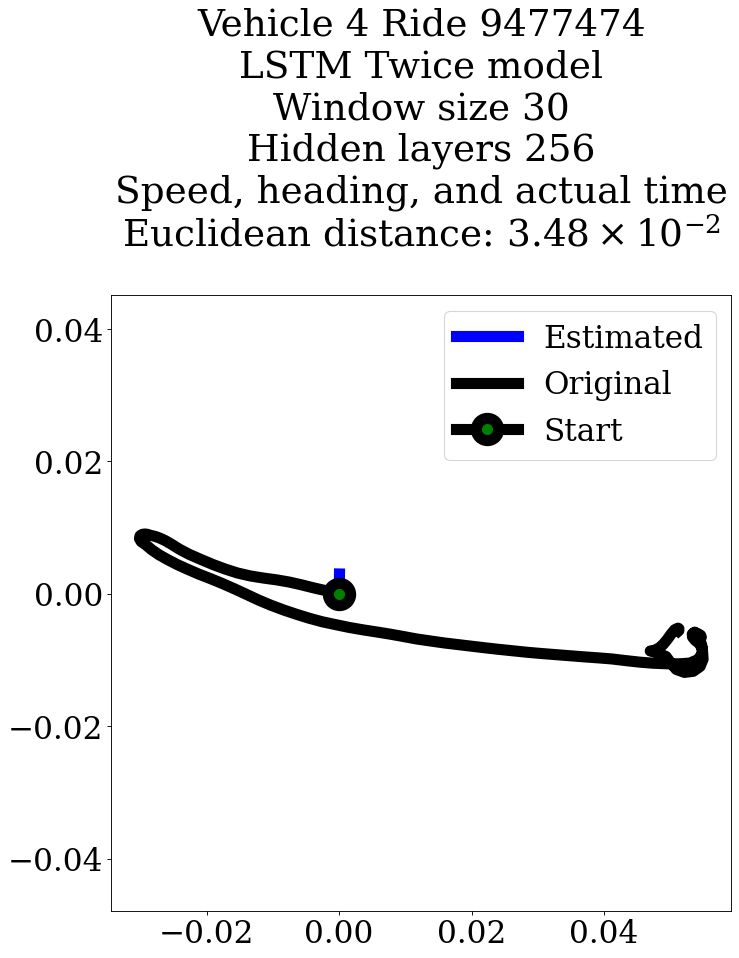 Vehicle 4 Ride 9477474
LSTM Twice model
Window size 30
Hidden layers 256
Speed, heading, and actual time
Euclidean distance: 3.48 × 10⁻²
Estimated
Original
Start
0.04
0.02
0.00
−0.02
−0.04
−0.02 0.00 0.02 0.04